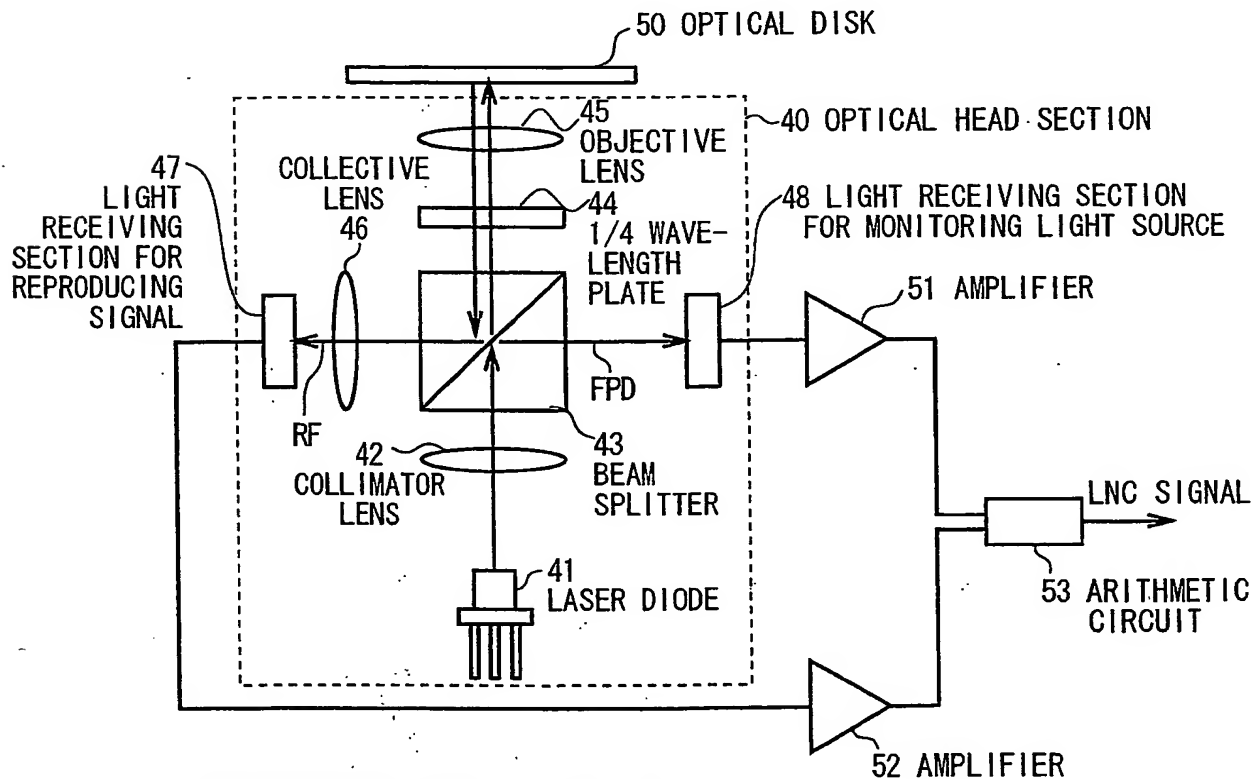 50 OPTICAL DISK
45
OBJECTIVE
LENS
40 OPTICAL HEAD SECTION
47
LIGHT
RECEIVING
SECTION FOR
REPRODUCING
SIGNAL
COLLECTIVE
LENS
46
44
1/4 WAVE-
LENGTH
PLATE
48 LIGHT RECEIVING SECTION
FOR MONITORING LIGHT SOURCE
51 AMPLIFIER
RF
FPD
42
COLLIMATOR
LENS
43
BEAM
SPLITTER
LNC SIGNAL
41
LASER DIODE
53 ARITHMETIC
CIRCUIT
52 AMPLIFIER